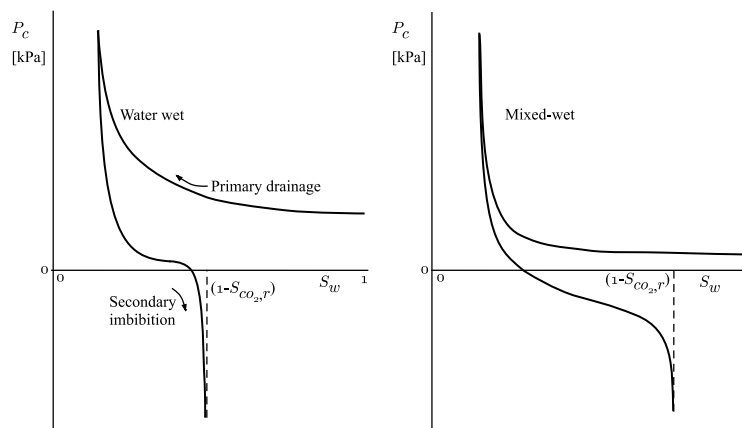 P_c
[kPa]
Water wet
Primary drainage
0
0
1
(1-S_{co_2,r})
S_w
Secondary
imbibition
P_c
[kPa]
Mixed-wet
0
0
(1-S_{co_2,r})
S_w